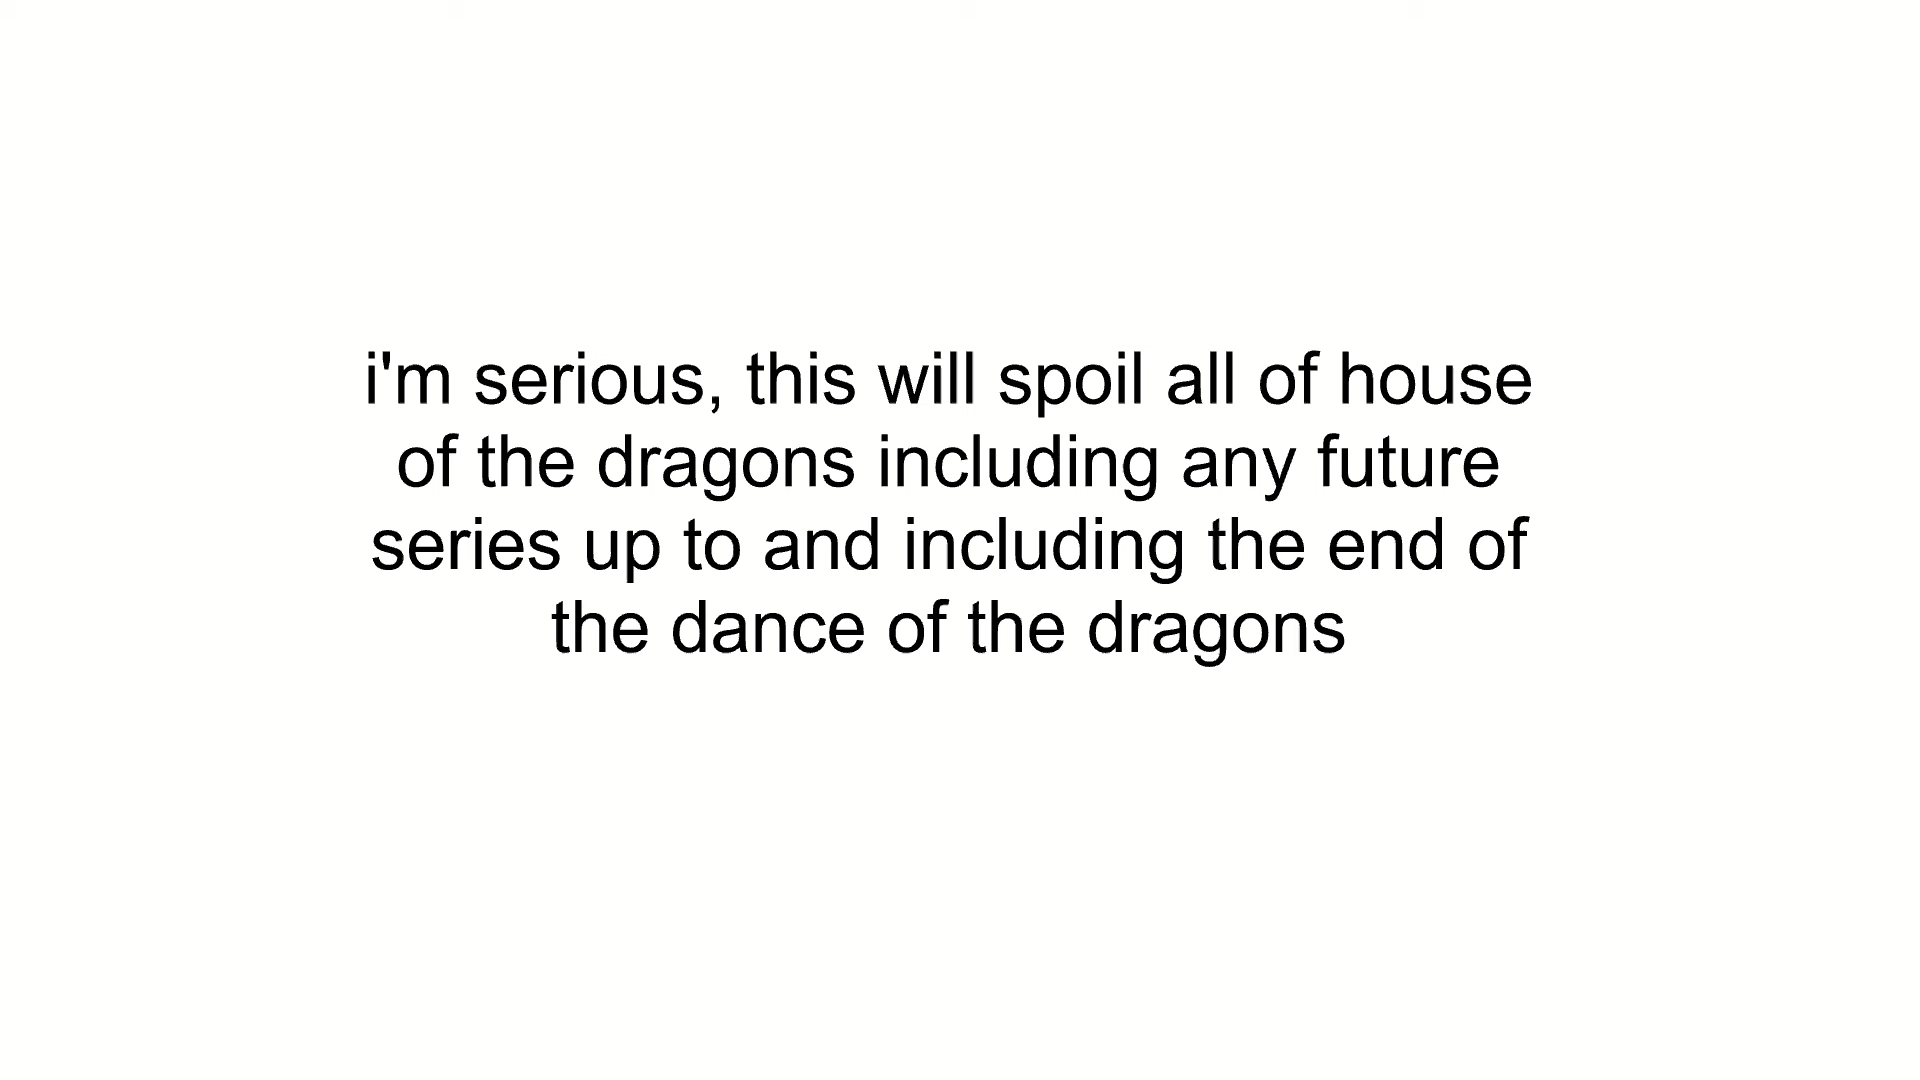 i'm serious, this will spoil all of house
of the dragons including any future
series up to and including the end of
the dance of the dragons